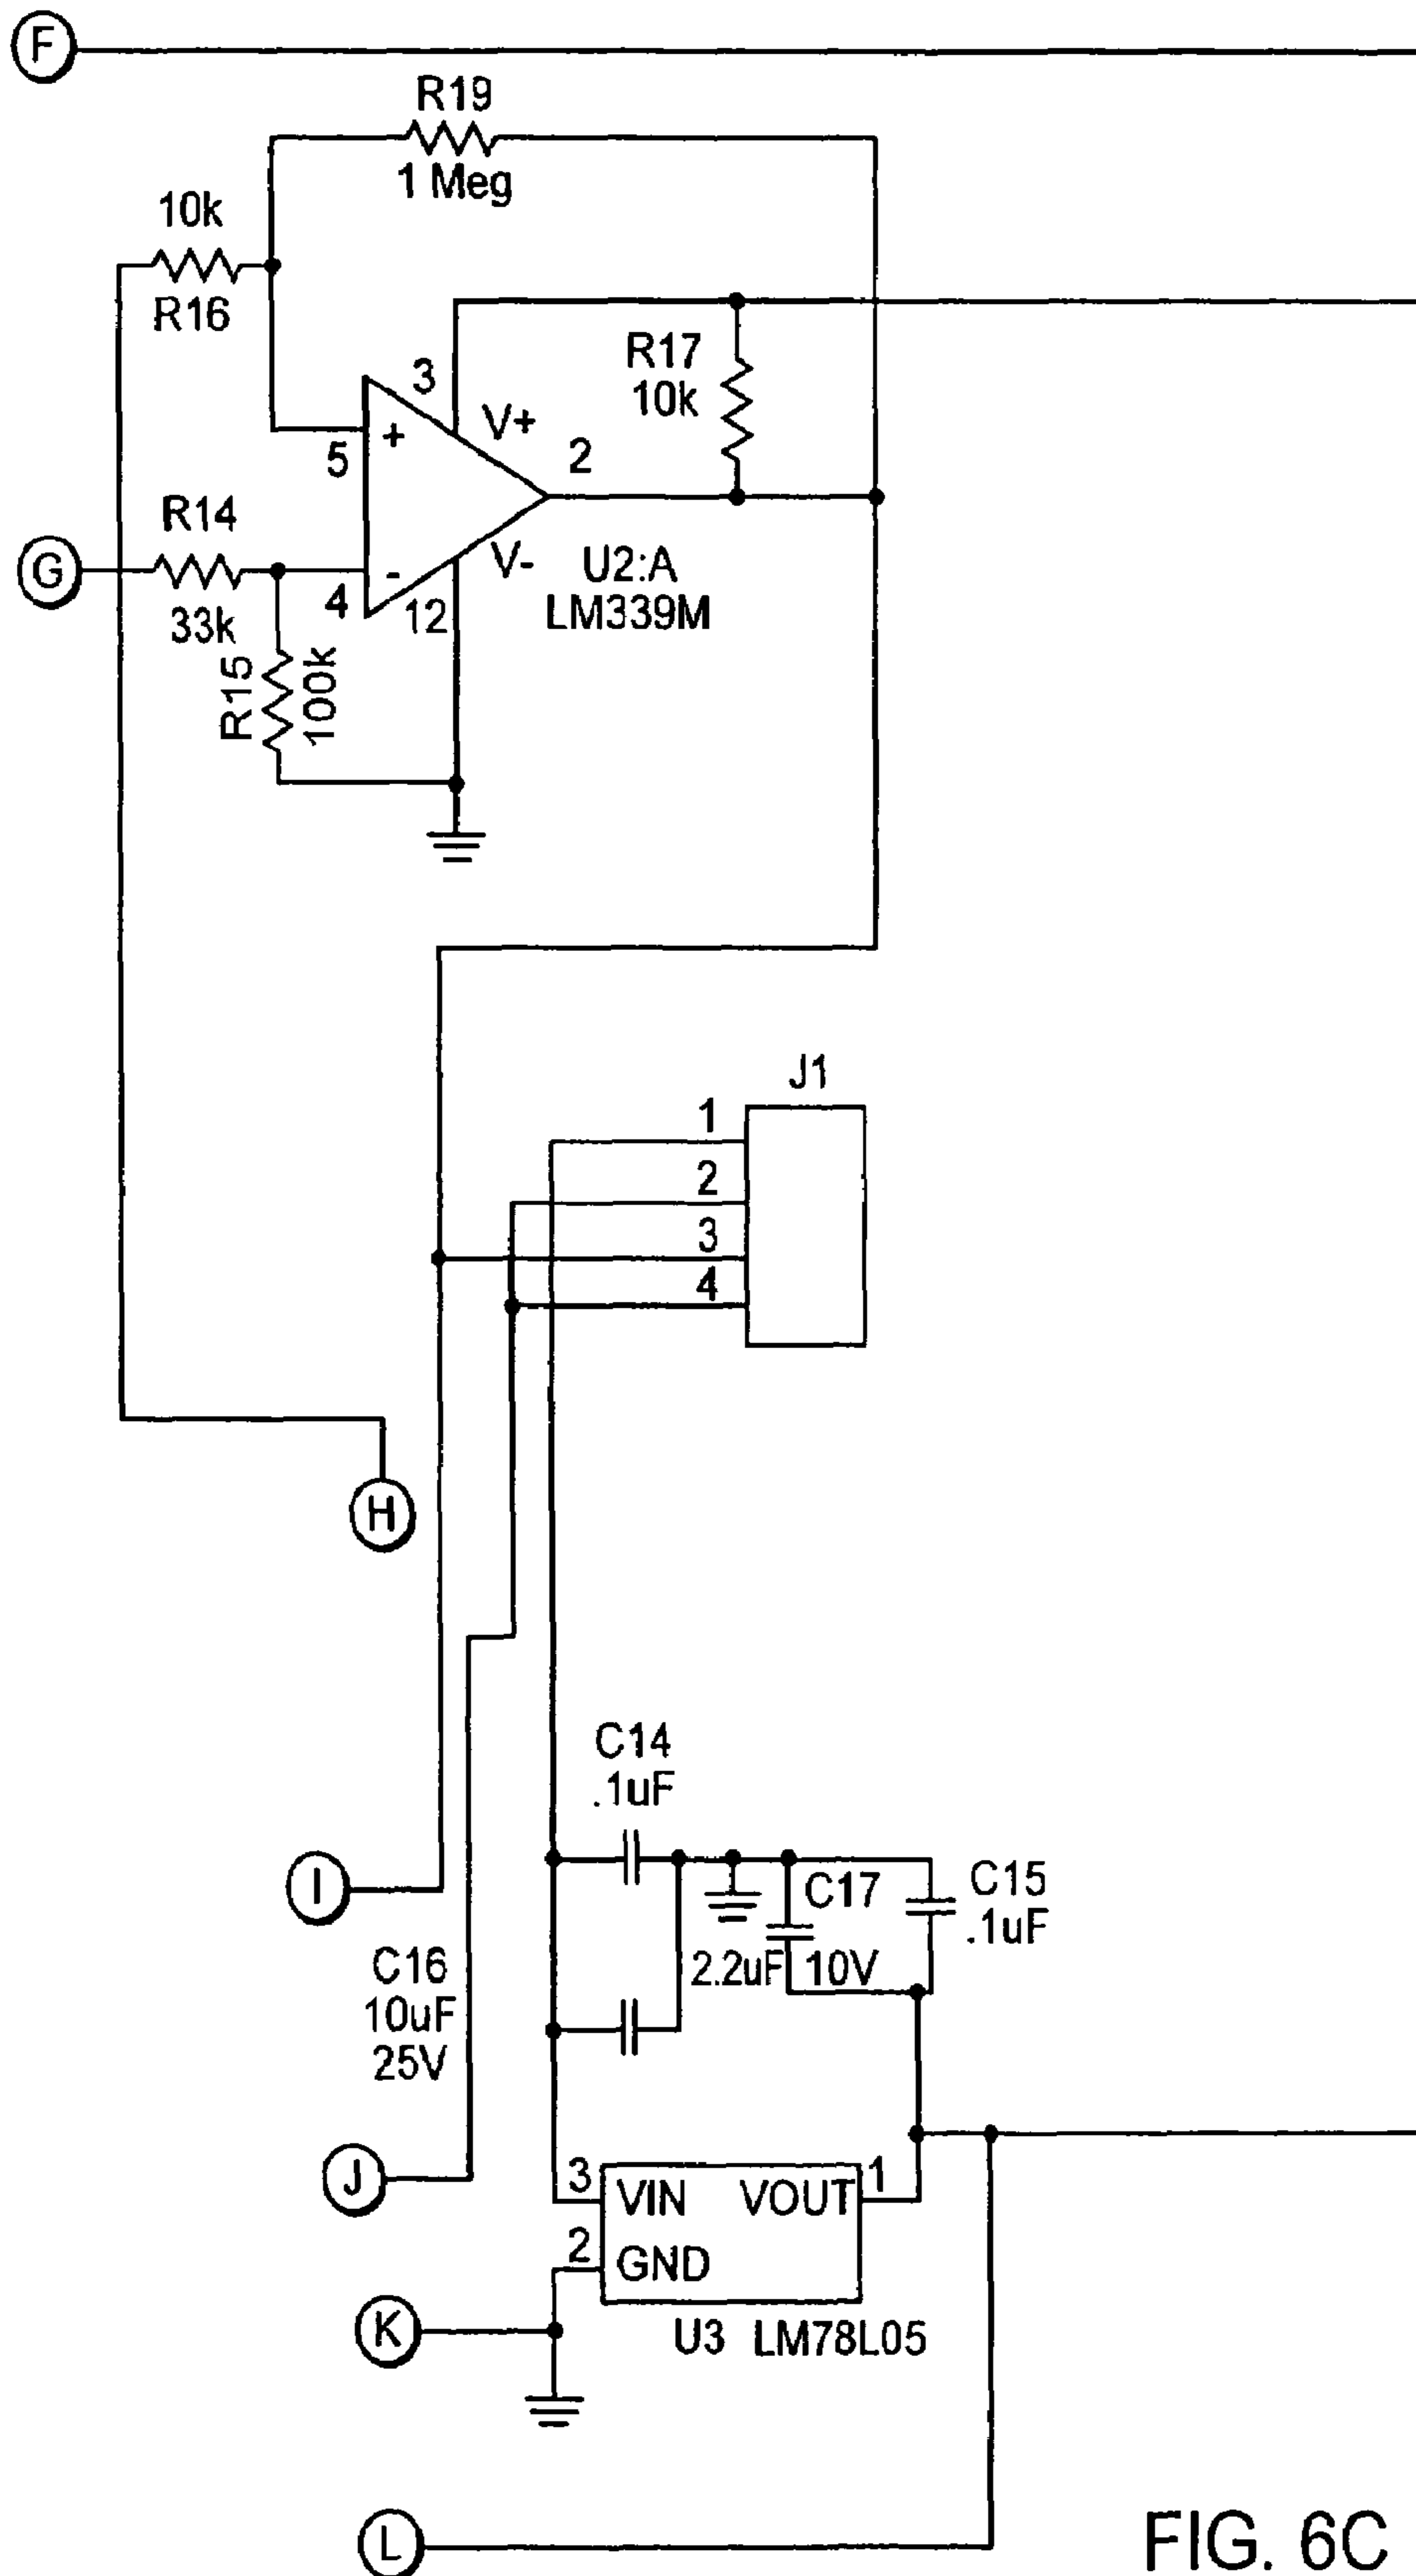 F
R19
1 Meg
10k
R16
R17
10k
3
V+
+
5
2
R14
G
-
V-
4
12
U2:A
LM339M
33k
R15
100k
J1
1
2
3
4
H
C14
.1uF
I
C17
C15
.1uF
2.2uF 10V
C16
10uF
25V
J
3
VIN VOUT
1
2
GND
K
U3 LM78L05
L
FIG. 6C